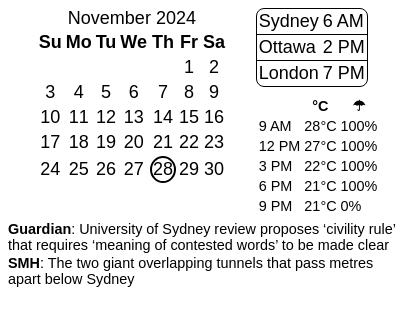 November 2024
Su Mo Tu We Th Fr Sa
1 2
3 4 5 6 7 8 9
10 11 12 13 14 15 16
17 18 19 20 21 22 23
24 25 26 27 28 29 30
Sydney 6 AM
Ottawa 2 PM
London 7 PM
°C ☂
9 AM 28°C 100%
12 PM 27°C 100%
3 PM 22°C 100%
6 PM 21°C 100%
9 PM 21°C 0%
Guardian: University of Sydney review proposes ‘civility rule’
that requires ‘meaning of contested words’ to be made clear
SMH: The two giant overlapping tunnels that pass metres
apart below Sydney